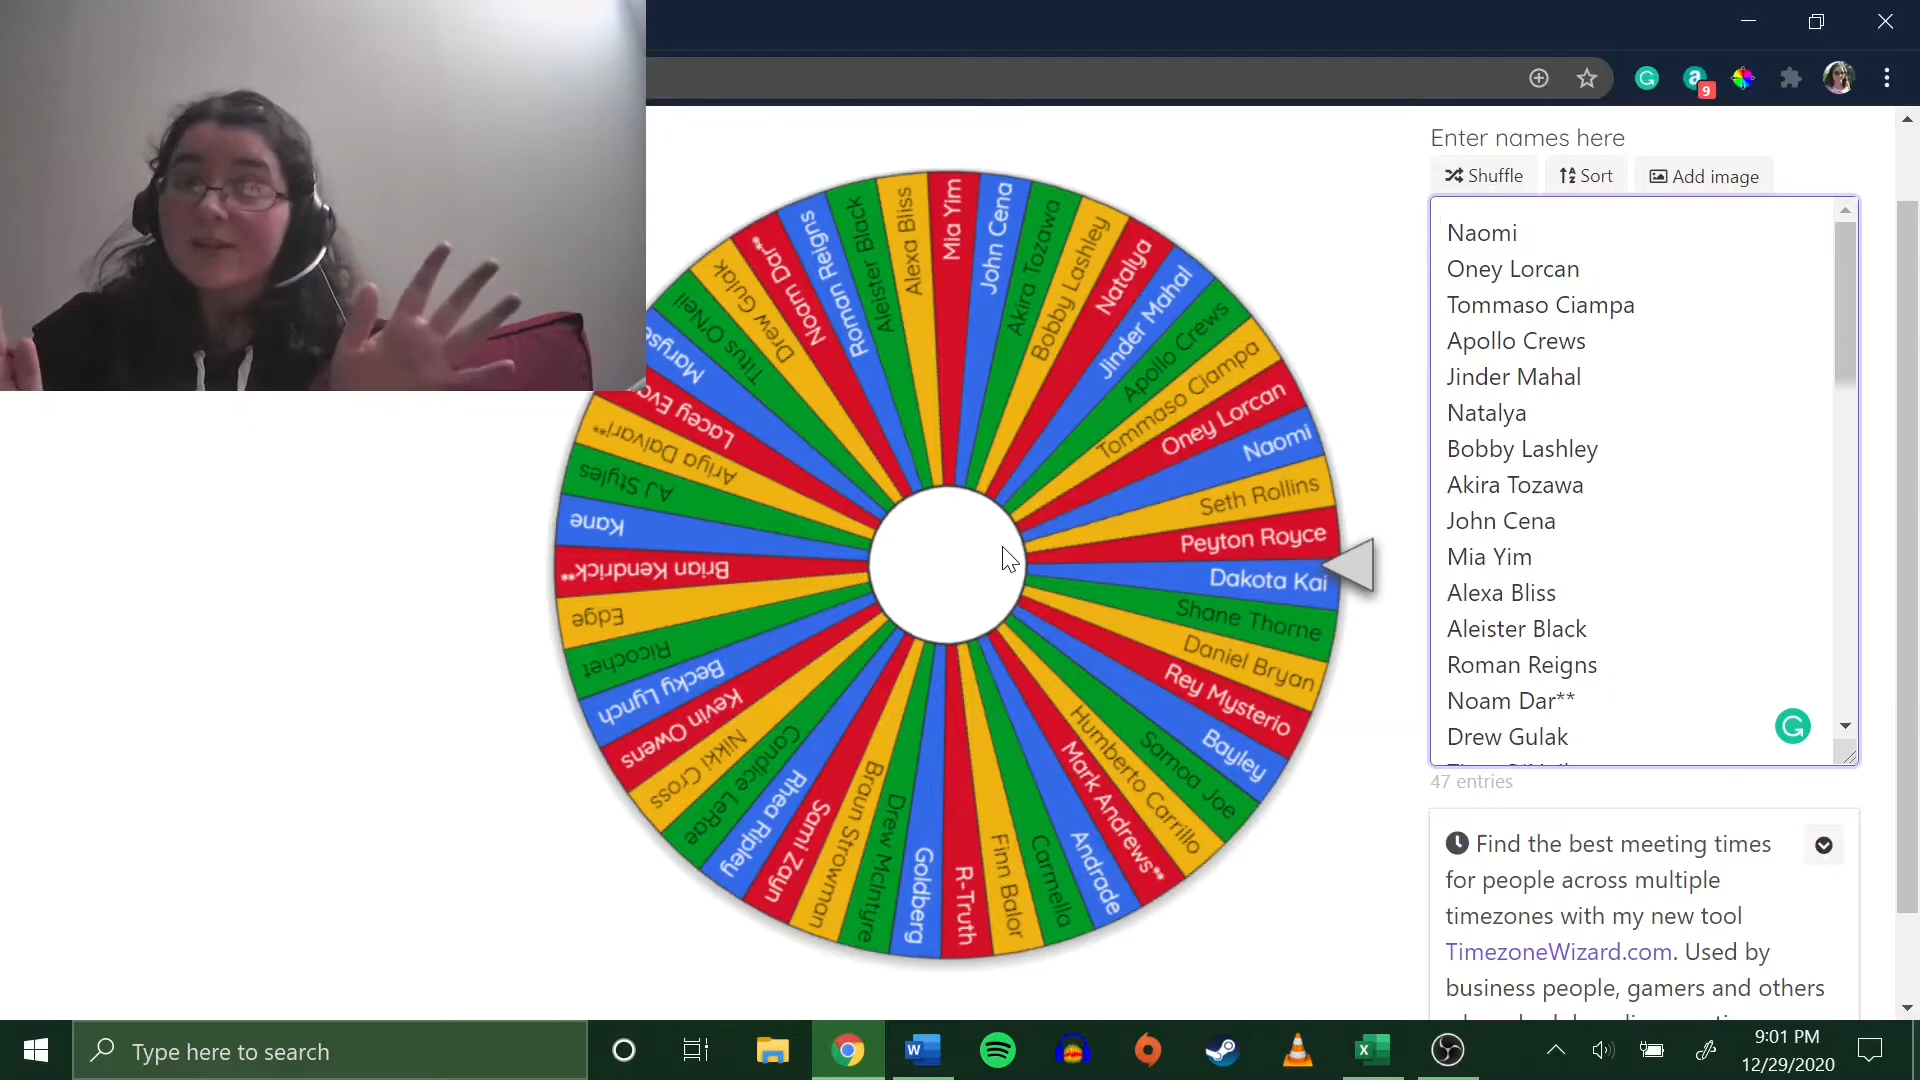 9
Enter names here
Shuffle
Sort
Add image
Naomi
Oney Lorcan
Tommaso Ciampa
Apollo Crews
Jinder Mahal
Natalya
Bobby Lashley
Akira Tozawa
John Cena
Mia Yim
Alexa Bliss
Aleister Black
Roman Reigns
Noam Dar**
Drew Gulak
47 entries
Find the best meeting times
for people across multiple
timezones with my new tool
TimezoneWizard.com. Used by
business people, gamers and others
Mia Yim
John Cena
Akira Tozawa
Bobby Lashley
Natalya
Jinder Mahal
Apollo Crews
Tommaso Ciampa
Oney Lorcan
Naomi
Seth Rollins
Peyton Royce
Dakota Kai
Shane Thorne
Daniel Bryan
Rey Mysterio
Bayley
Samoa Joe
Humberto Carrillo
Mark Andrews**
Andrade
Carmella
Finn Balor
R-Truth
Goldberg
Drew McIntyre
Braun Strowman
Sami Zayn
Rhea Ripley
Candice LeRae
Nikki Cross
Kevin Owens
Becky Lynch
Ricochet
Edge
Brian Kendrick**
Kane
AJ Styles
Ariya Daivari**
Lacey Eva
Maryse
Titus O'Neil
Drew Gulak
Noam Dar**
Roman Reigns
Aleister Black
Alexa Bliss
Type here to search
9:01 PM
12/29/2020